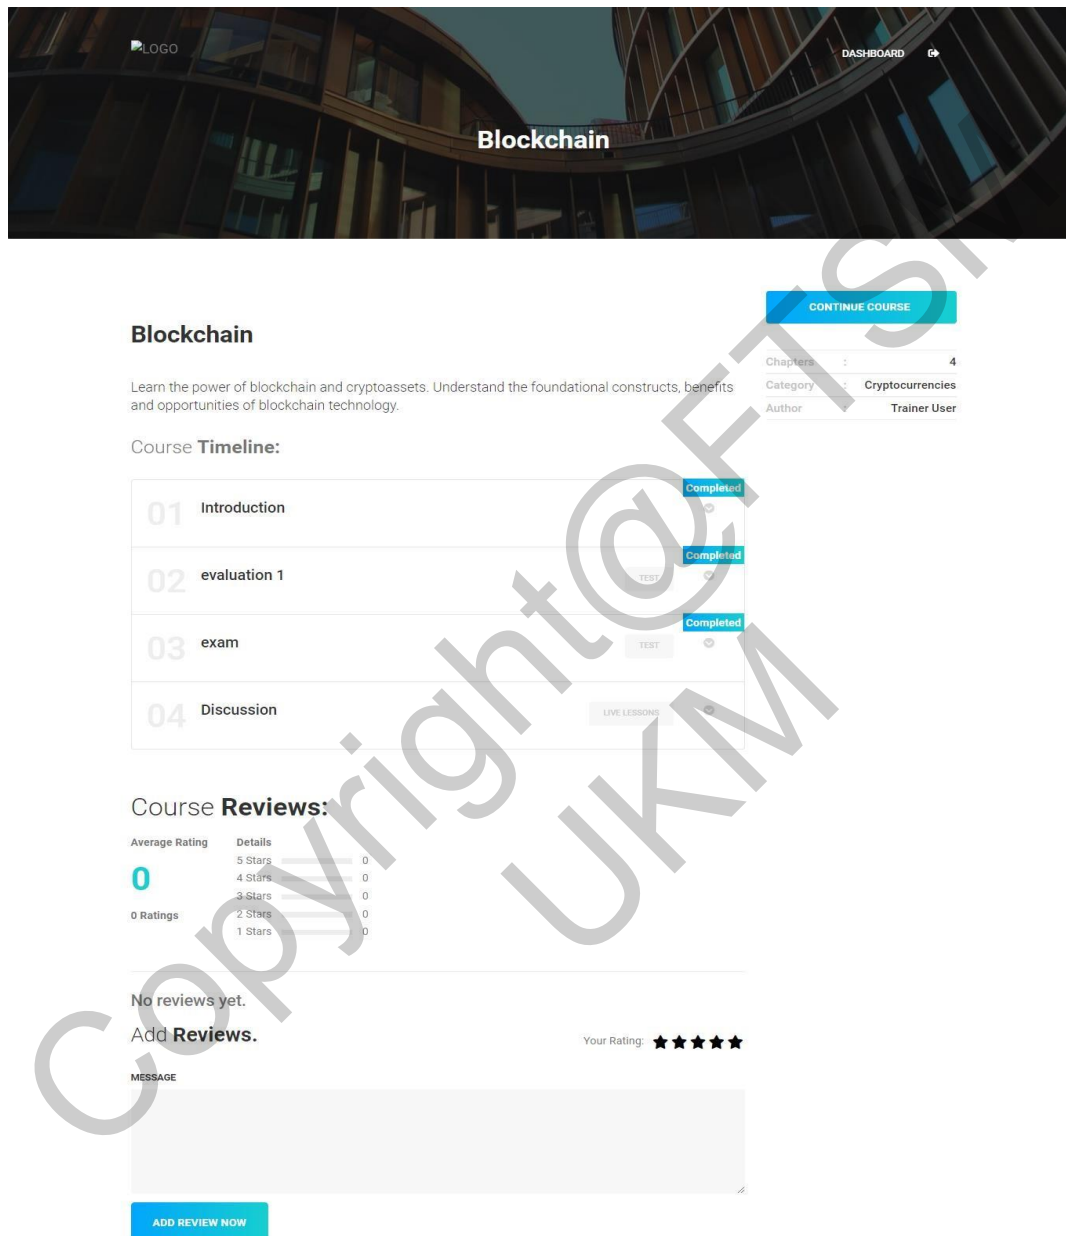 LOGO
DASHBOARD
Blockchain
CONTINUE COURSE
Blockchain
Chapters : 4
Learn the power of blockchain and cryptoassets. Understand the foundational constructs, benefits
Category : Cryptocurrencies
and opportunities of blockchain technology.
Author : Trainer User
Course Timeline:
Completed
01 Introduction
Completed
02 evaluation 1 TEST
Completed
03 exam TEST
04 Discussion LIVE LESSONS
Course Reviews:
Average Rating Details
5 Stars 0
0 4 Stars 0
3 Stars 0
0 Ratings 2 Stars 0
1 Stars 0
No reviews yet.
Add Reviews. Your Rating:
MESSAGE
ADD REVIEW NOW
Copyright@FTSM
UKM